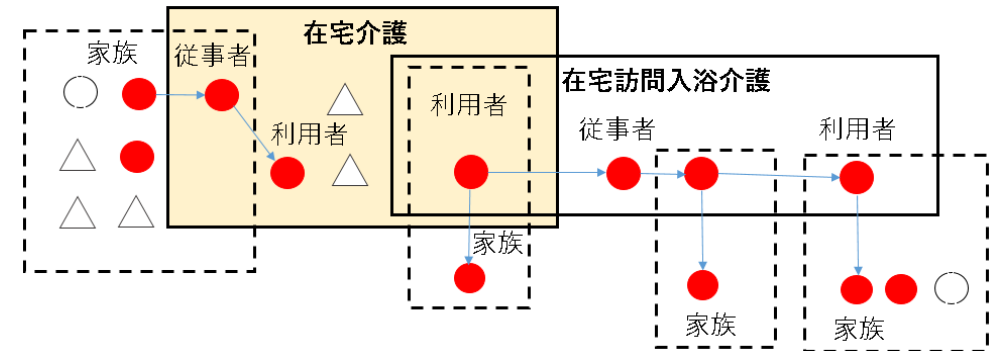 在宅介護
家族
従事者
利用者
利用者
在宅訪問入浴介護
従事者
利用者
家族
家族
家族